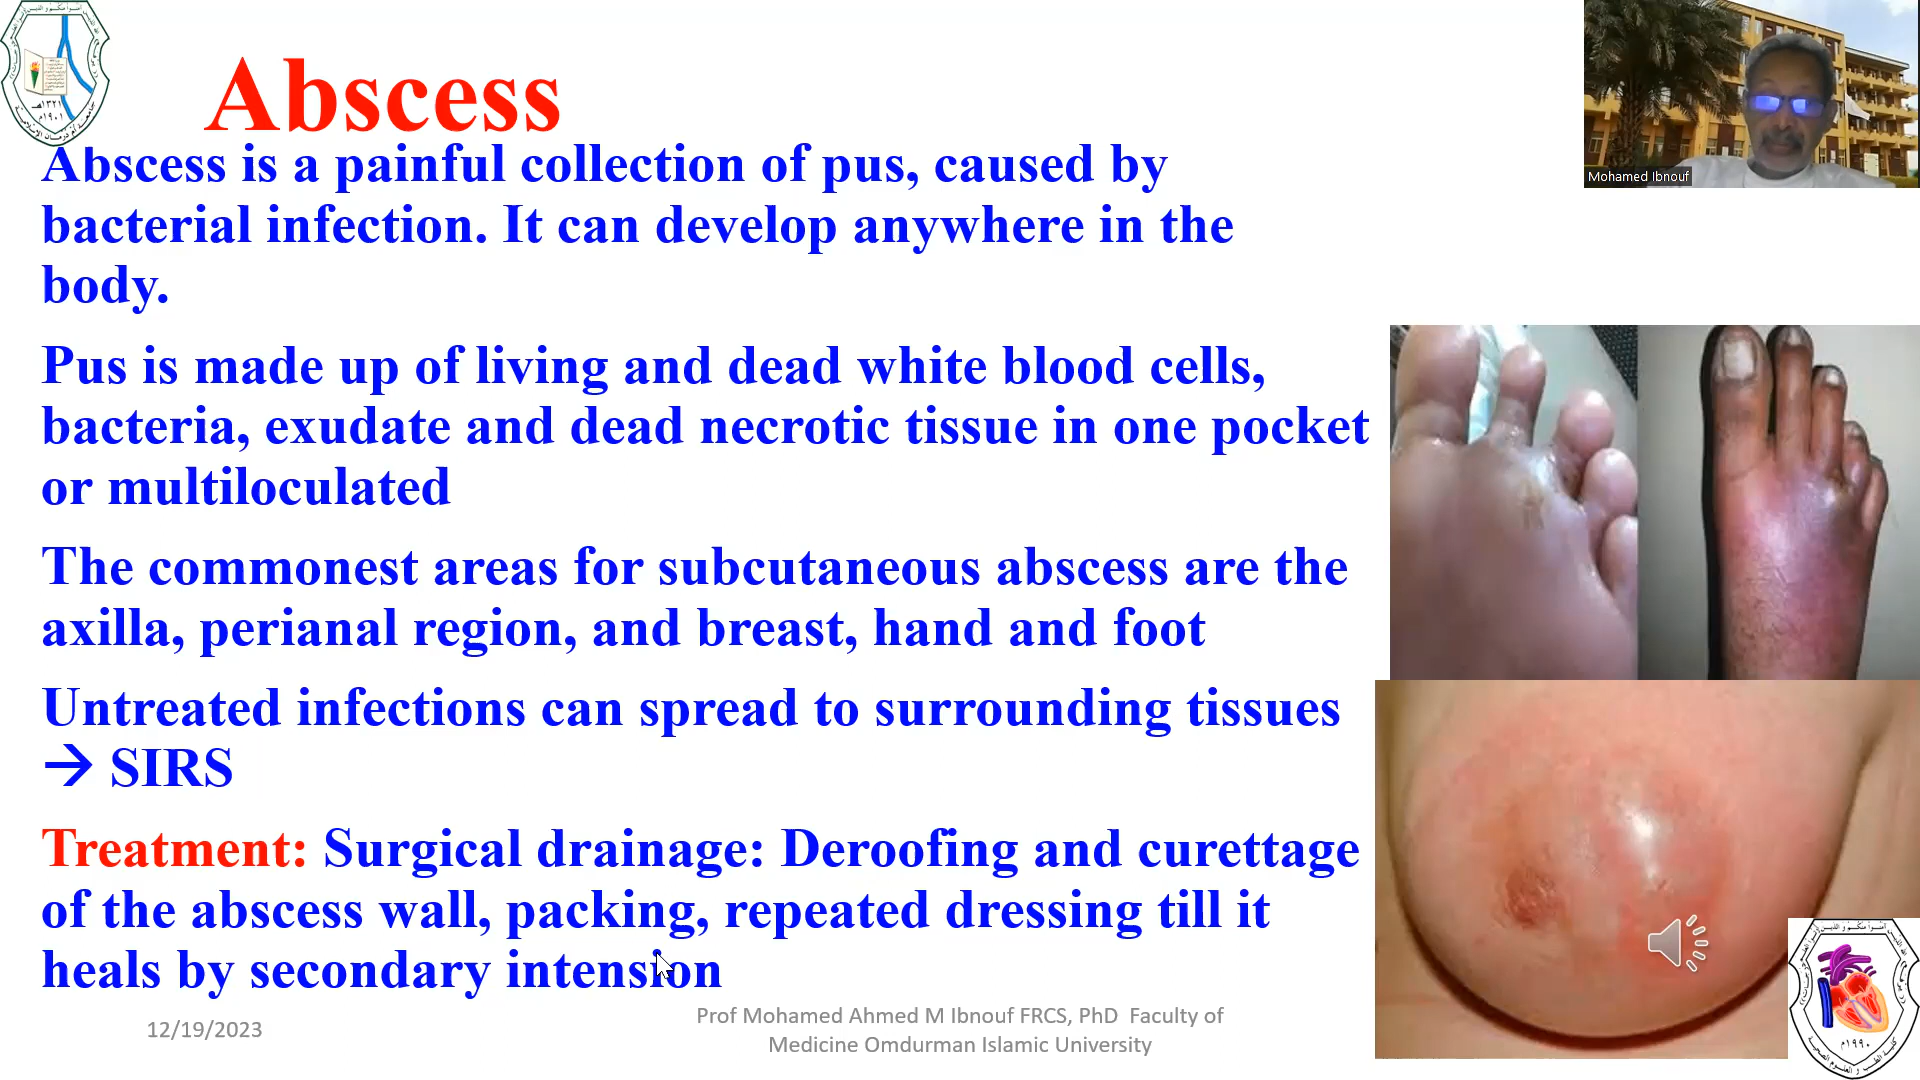 Abscess
Mohamed Ibnouf
Abscess is a painful collection of pus, caused by
bacterial infection. It can develop anywhere in the
body.
Pus is made up of living and dead white blood cells,
bacteria, exudate and dead necrotic tissue in one pocket
or multiloculated
The commonest areas for subcutaneous abscess are the
axilla, perianal region, and breast, hand and foot
Untreated infections can spread to surrounding tissues
→ SIRS
Treatment: Surgical drainage: Deroofing and curettage
of the abscess wall, packing, repeated dressing till it
heals by secondary intension
12/19/2023
Prof Mohamed Ahmed M Ibnouf FRCS, PhD Faculty of
Medicine Omdurman Islamic University
١٩٩٠م